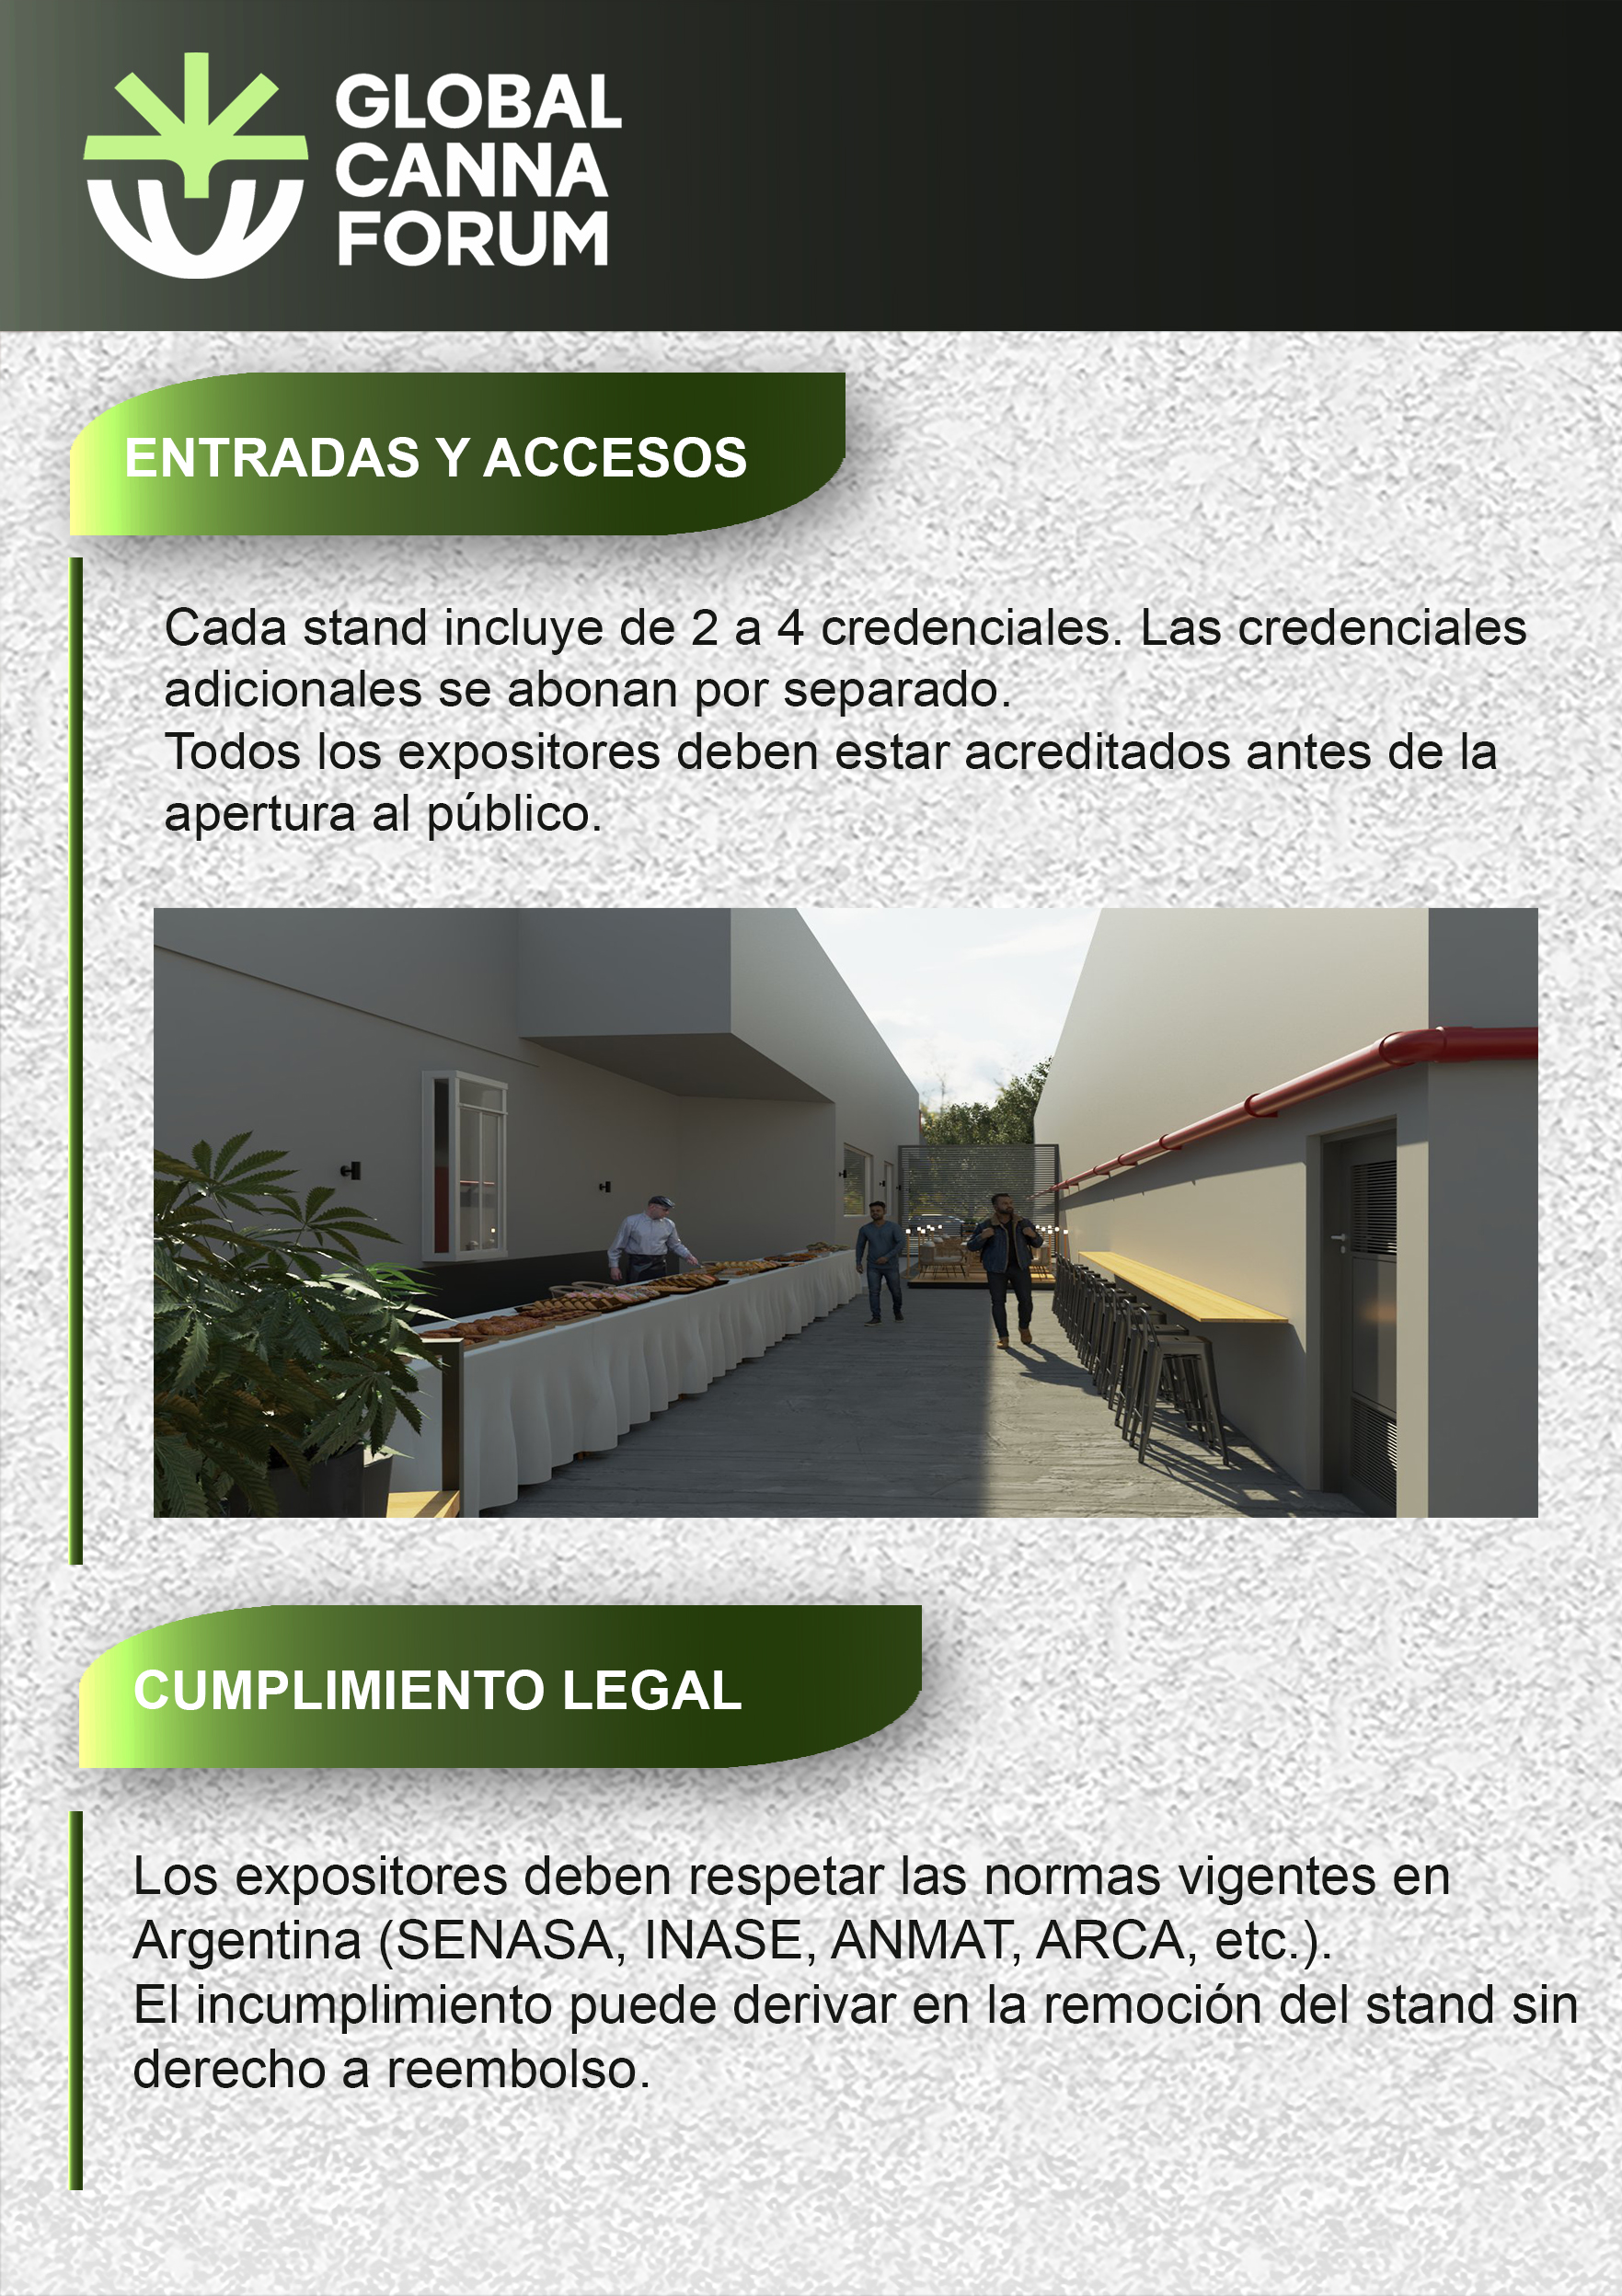 GLOBAL
CANNA
FORUM
ENTRADAS Y ACCESOS
Cada stand incluye de 2 a 4 credenciales. Las credenciales
adicionales se abonan por separado.
Todos los expositores deben estar acreditados antes de la
apertura al público.
CUMPLIMIENTO LEGAL
Los expositores deben respetar las normas vigentes en
Argentina (SENASA, INASE, ANMAT, ARCA, etc.).
El incumplimiento puede derivar en la remoción del stand sin
derecho a reembolso.